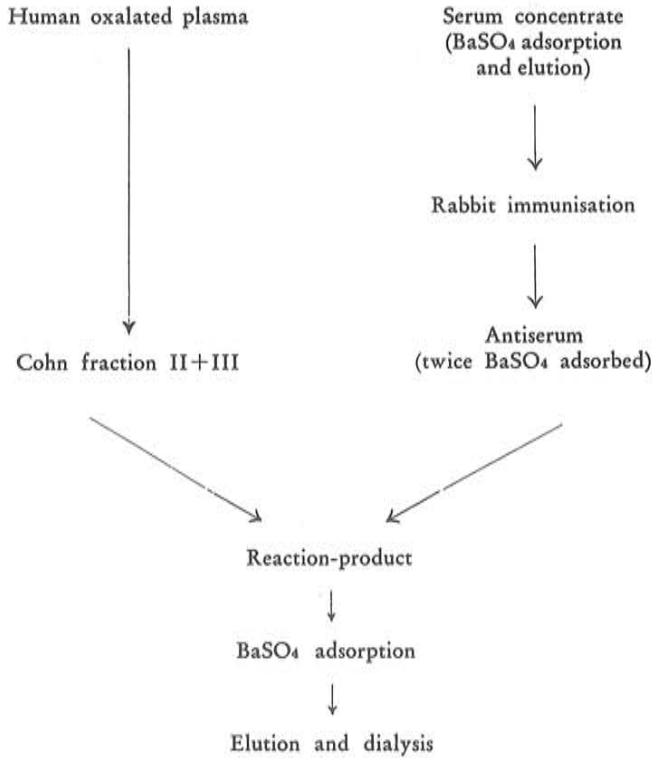 Human oxalated plasma
Serum concentrate
(BaSO₄ adsorption
and elution)
Rabbit immunisation
Antiserum
(twice BaSO₄ adsorbed)
Cohn fraction II+III
Reaction-product
BaSO₄ adsorption
Elution and dialysis